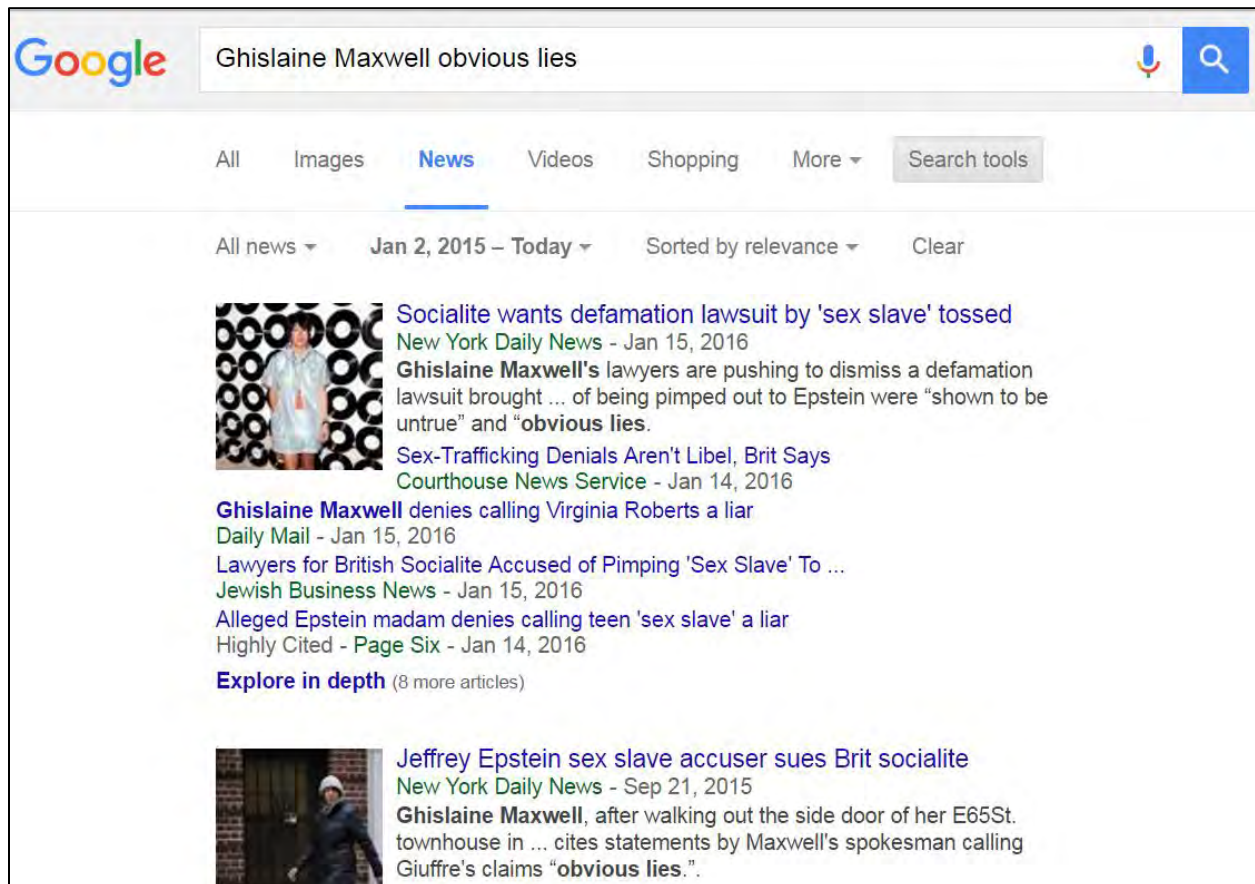 Google
Ghislaine Maxwell obvious lies
All Images News Videos Shopping More Search tools
All news Jan 2, 2015 – Today Sorted by relevance Clear
Socialite wants defamation lawsuit by 'sex slave' tossed
New York Daily News - Jan 15, 2016
Ghislaine Maxwell's lawyers are pushing to dismiss a defamation
lawsuit brought ... of being pimped out to Epstein were “shown to be
untrue” and “obvious lies.
Sex-Trafficking Denials Aren't Libel, Brit Says
Courthouse News Service - Jan 14, 2016
Ghislaine Maxwell denies calling Virginia Roberts a liar
Daily Mail - Jan 15, 2016
Lawyers for British Socialite Accused of Pimping 'Sex Slave' To ...
Jewish Business News - Jan 15, 2016
Alleged Epstein madam denies calling teen 'sex slave' a liar
Highly Cited - Page Six - Jan 14, 2016
Explore in depth (8 more articles)
Jeffrey Epstein sex slave accuser sues Brit socialite
New York Daily News - Sep 21, 2015
Ghislaine Maxwell, after walking out the side door of her E65St.
townhouse in ... cites statements by Maxwell's spokesman calling
Giuffre's claims “obvious lies.”.